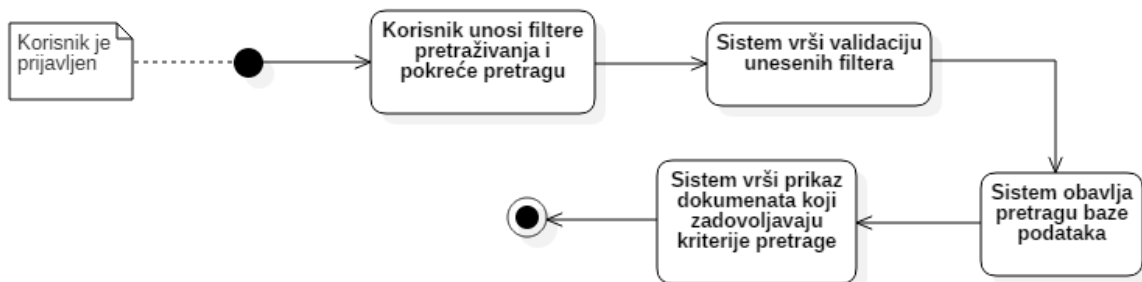 Korisnik je
prijavljen
Korisnik unosi filtere
pretraživanja i
pokreće pretragu
Sistem vrši validaciju
unesenih filtera
Sistem obavlja
pretragu baze
podataka
Sistem vrši prikaz
dokumenata koji
zadovoljavaju
kriterije pretrage